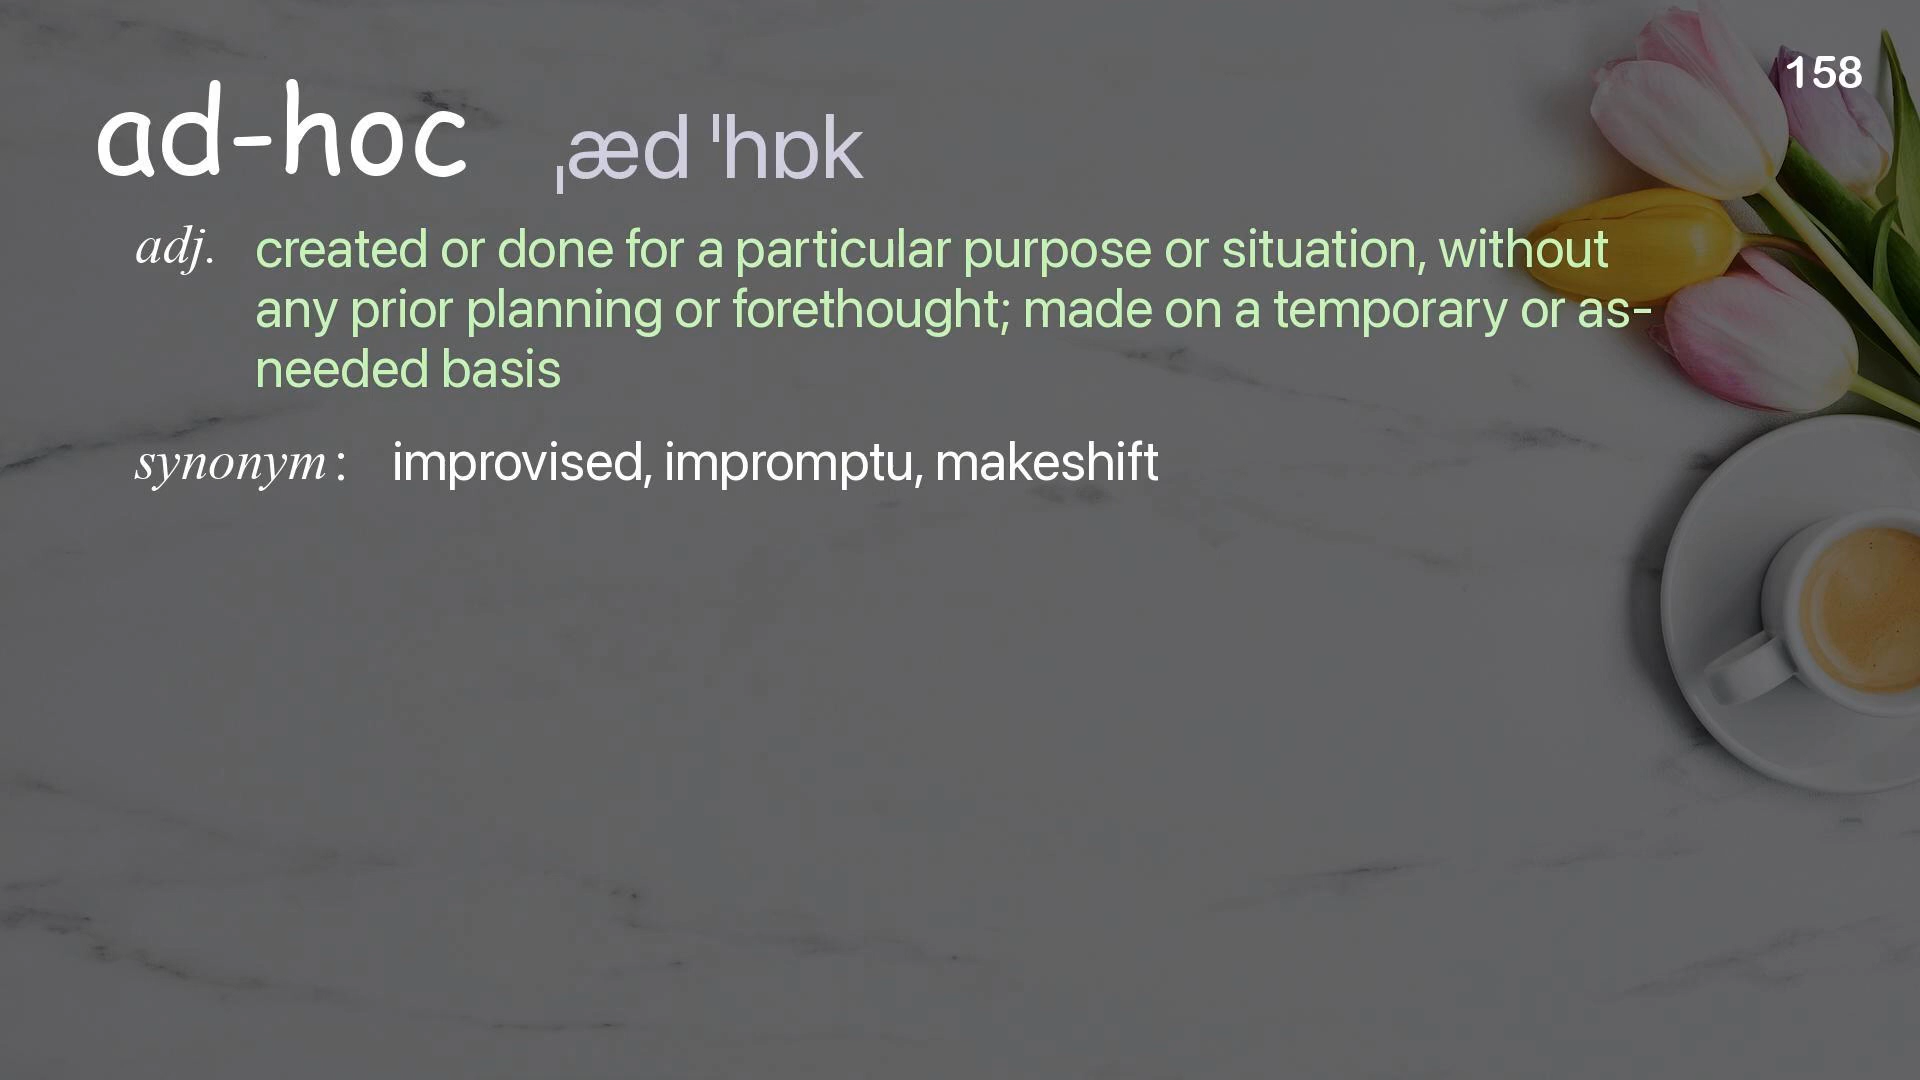 158
ad-hoc ˌæd ˈhɒk
adj. created or done for a particular purpose or situation, without
any prior planning or forethought; made on a temporary or as-
needed basis
synonym: improvised, impromptu, makeshift